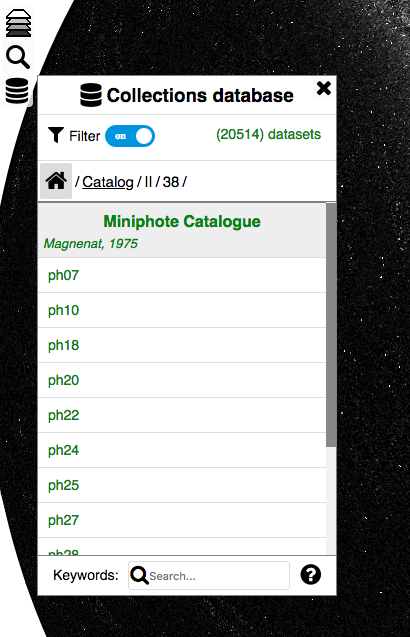 Collections database
Filter on (20514) datasets
/ Catalog / II / 38 /
Miniphote Catalogue
Magnenat, 1975
ph07
ph10
ph18
ph20
ph22
ph24
ph25
ph27
ph28
Keywords: Search...